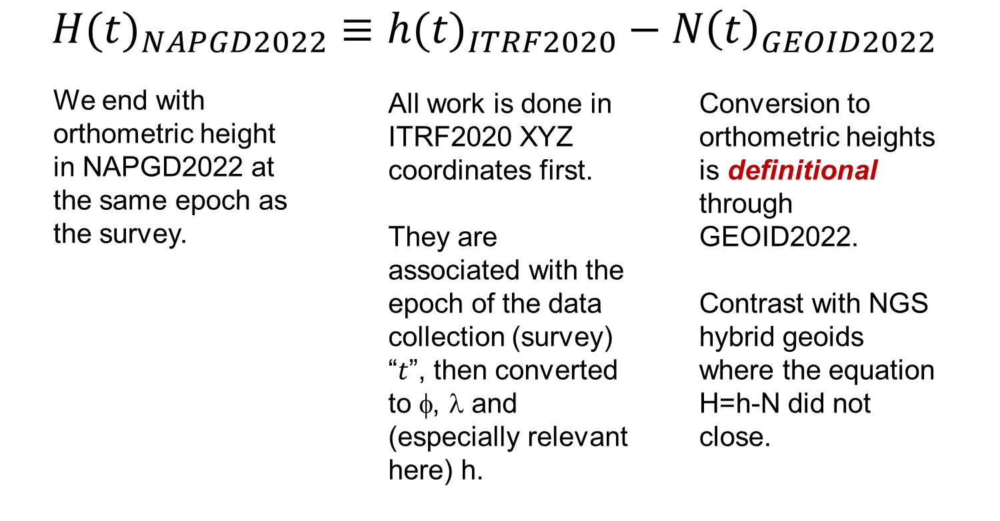 H(t)NAPGD2022 ≡ h(t)ITRF2020 − N(t)GEOID2022
We end with
orthometric height
in NAPGD2022 at
the same epoch as
the survey.
All work is done in
ITRF2020 XYZ
coordinates first.
They are
associated with the
epoch of the data
collection (survey)
“t”, then converted
to ϕ, λ and
(especially relevant
here) h.
Conversion to
orthometric heights
is definitional
through
GEOID2022.
Contrast with NGS
hybrid geoids
where the equation
H=h-N did not
close.